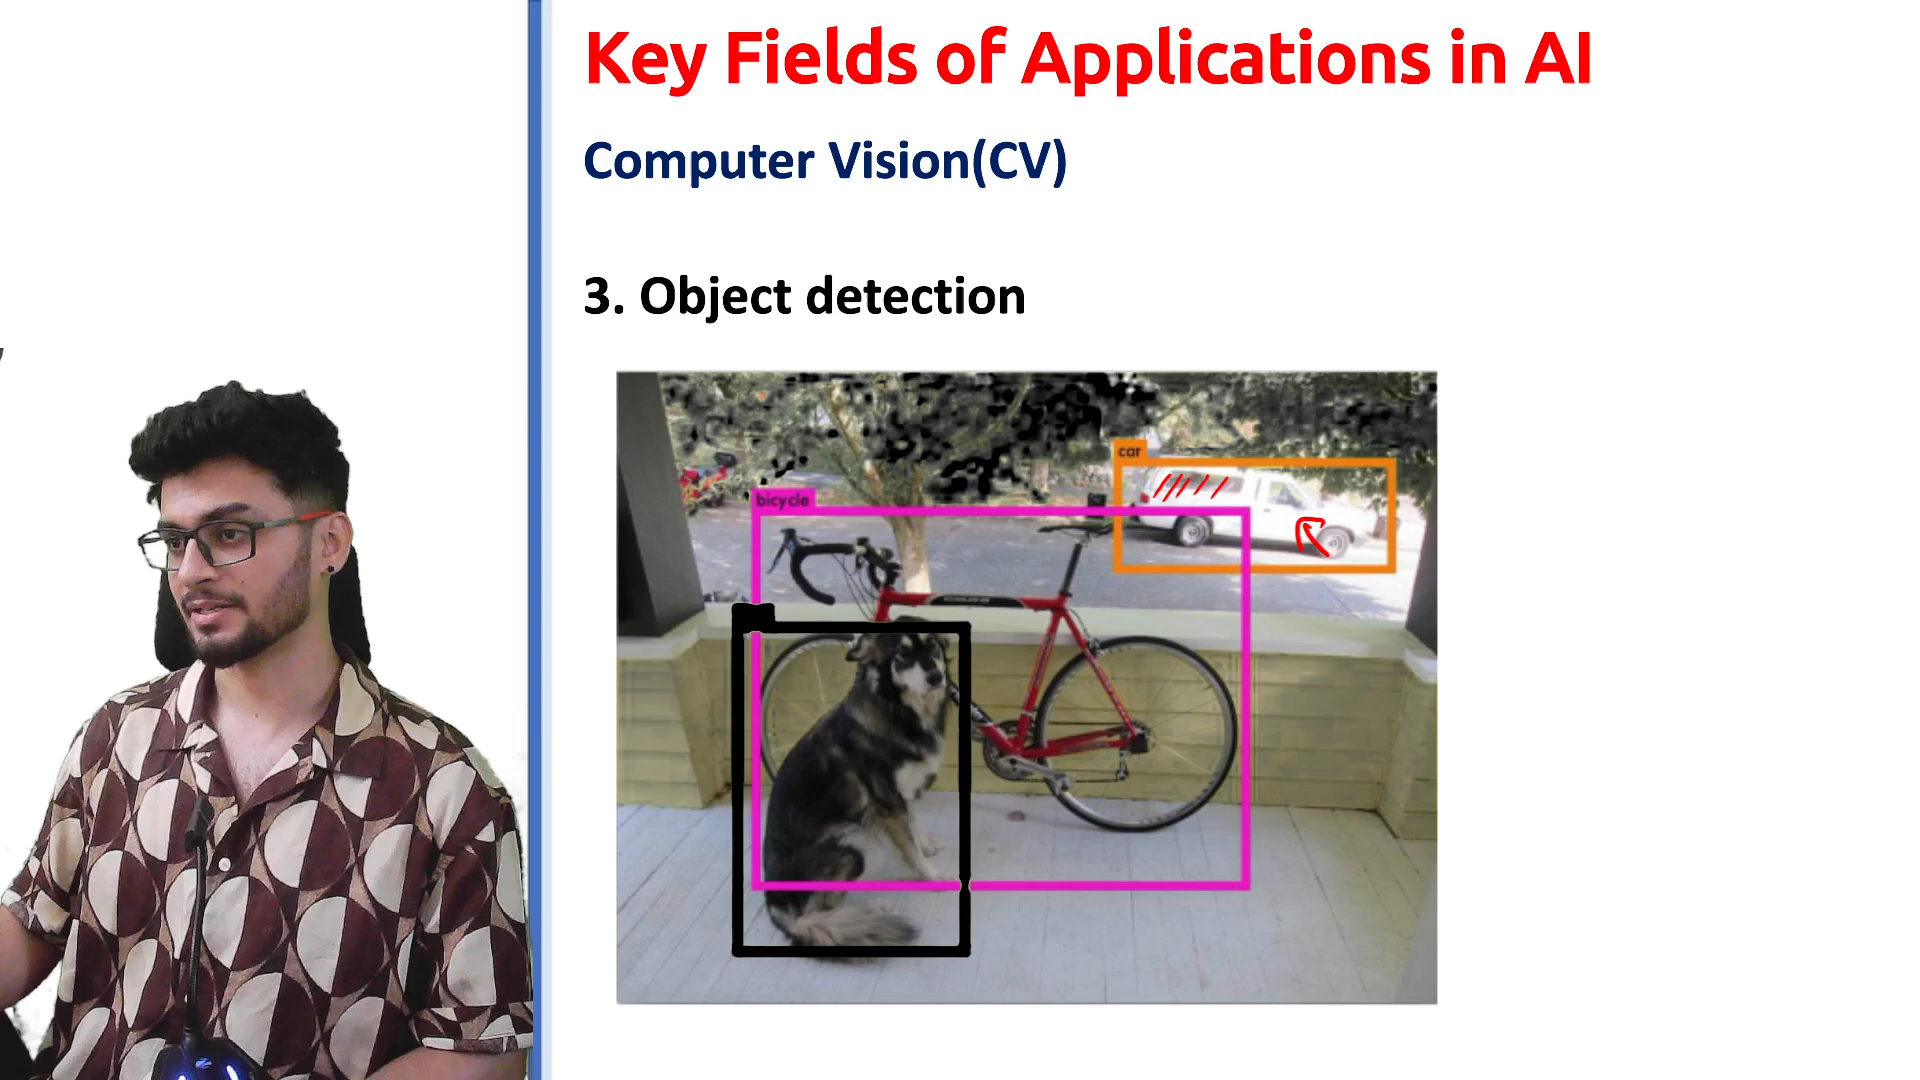 Key Fields of Applications in AI
Computer Vision(CV)
3. Object detection
car
bicycle